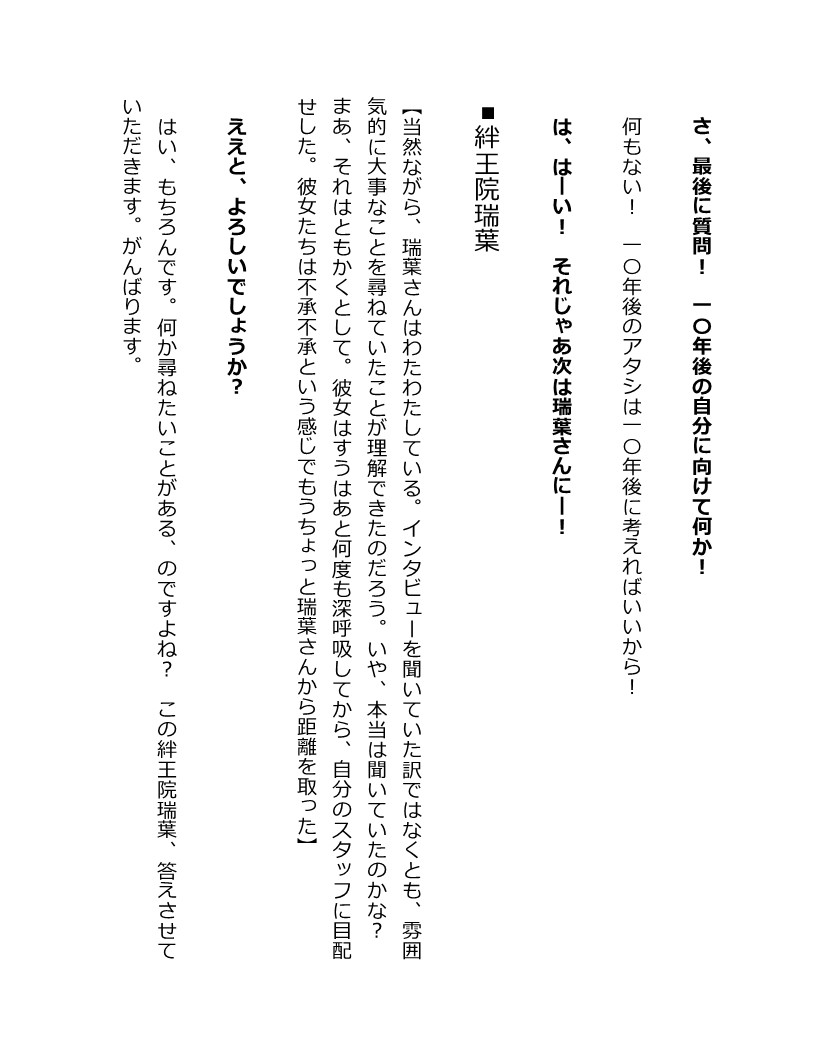 さ、最後に質問！　一〇年後の自分に向けて何か！
何もない！　一〇年後のアタシは一〇年後に考えればいいから！
は、はーい！　それじゃあ次は瑞葉さんにー！
■絆王院瑞葉
【当然ながら、瑞葉さんはわたわたしている。インタビューを聞いていた訳ではなくとも、雰囲
気的に大事なことを尋ねていたことが理解できたのだろう。いや、本当は聞いていたのかな？
まあ、それはともかくとして。彼女はすうはあと何度も深呼吸してから、自分のスタッフに目配
せした。彼女たちは不承不承という感じでもうちょっと瑞葉さんから距離を取った】
ええと、よろしいでしょうか？
はい、もちろんです。何か尋ねたいことがある、のですよね？　この絆王院瑞葉、答えさせて
いただきます。がんばります。